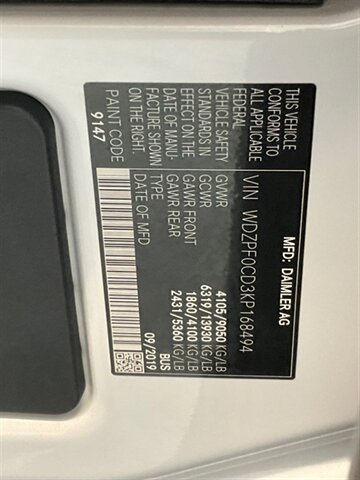 MFD: DAIMLER AG
VIN WDZPF0CD3KP168494
THIS VEHICLE
CONFORMS TO
ALL APPLICABLE
FEDERAL
VEHICLE SAFETY
STANDARDS IN
EFFECT ON THE
DATE OF MANU-
FACTURE SHOWN
ON THE RIGHT.
PAINT CODE
9147
GVWR 4105/9050 KG/LB
GCWR 6319/13930 KG/LB
GAWR FRONT 1860/4100 KG/LB
GAWR REAR 2431/5360 KG/LB
TYPE BUS
DATE OF MFD 09/2019